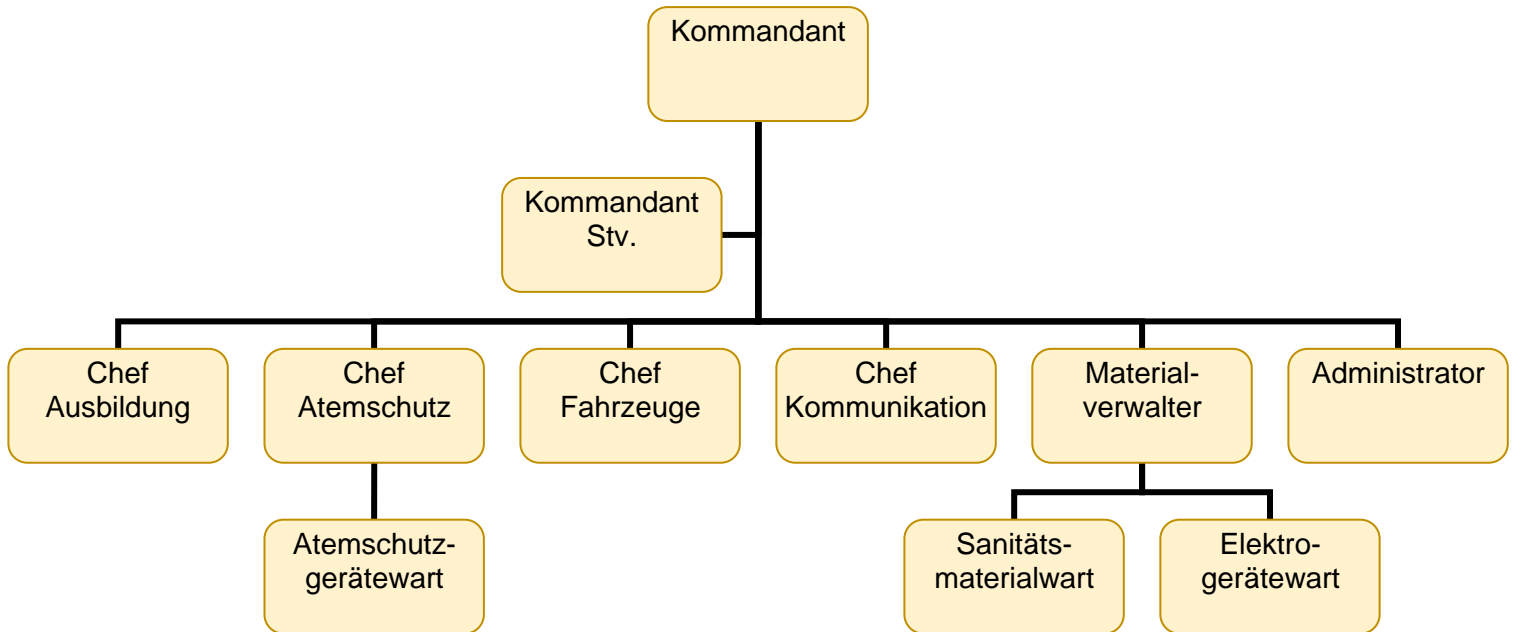 Kommandant
Kommandant
Stv.
Chef
Ausbildung
Chef
Atemschutz
Chef
Fahrzeuge
Chef
Kommunikation
Material-
verwalter
Administrator
Atemschutz-
gerätewart
Sanitäts-
materialwart
Elektro-
gerätewart